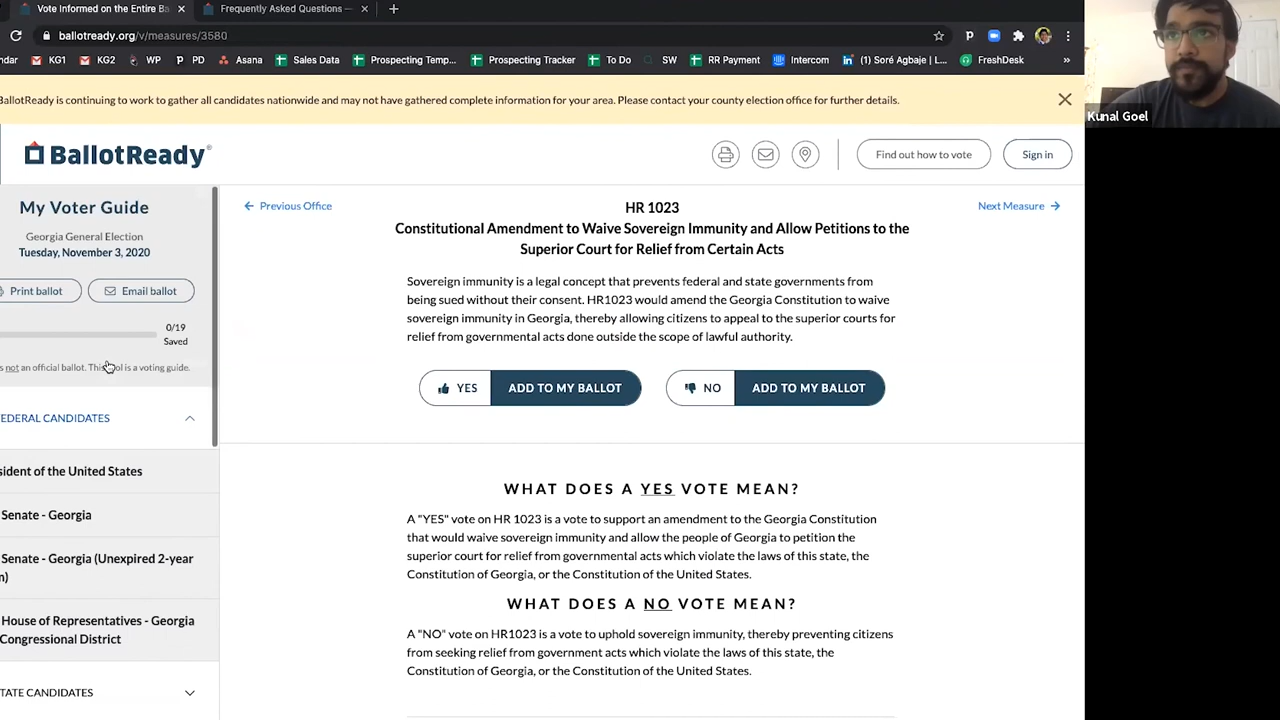 Vote Informed on the Entire Ba
Frequently Asked Questions —
ballotready.org/v/measures/3580
endar
KG1
KG2
WP
PD
Asana
Sales Data
Prospecting Temp...
Prospecting Tracker
To Do
SW
RR Payment
Intercom
(1) Soré Agbaje | L...
FreshDesk
»
BallotReady is continuing to work to gather all candidates nationwide and may not have gathered complete information for your area. Please contact your county election office for further details.
Kunal Goel
BallotReady®
Find out how to vote
Sign in
My Voter Guide
Georgia General Election
Tuesday, November 3, 2020
Print ballot
Email ballot
0/19
Saved
s not an official ballot. This tool is a voting guide.
FEDERAL CANDIDATES
sident of the United States
Senate - Georgia
Senate - Georgia (Unexpired 2-year
n)
House of Representatives - Georgia
Congressional District
TATE CANDIDATES
← Previous Office
Next Measure →
HR 1023
Constitutional Amendment to Waive Sovereign Immunity and Allow Petitions to the
Superior Court for Relief from Certain Acts
Sovereign immunity is a legal concept that prevents federal and state governments from
being sued without their consent. HR1023 would amend the Georgia Constitution to waive
sovereign immunity in Georgia, thereby allowing citizens to appeal to the superior courts for
relief from governmental acts done outside the scope of lawful authority.
YES ADD TO MY BALLOT
NO ADD TO MY BALLOT
WHAT DOES A YES VOTE MEAN?
A "YES" vote on HR 1023 is a vote to support an amendment to the Georgia Constitution
that would waive sovereign immunity and allow the people of Georgia to petition the
superior court for relief from governmental acts which violate the laws of this state, the
Constitution of Georgia, or the Constitution of the United States.
WHAT DOES A NO VOTE MEAN?
A "NO" vote on HR1023 is a vote to uphold sovereign immunity, thereby preventing citizens
from seeking relief from government acts which violate the laws of this state, the
Constitution of Georgia, or the Constitution of the United States.